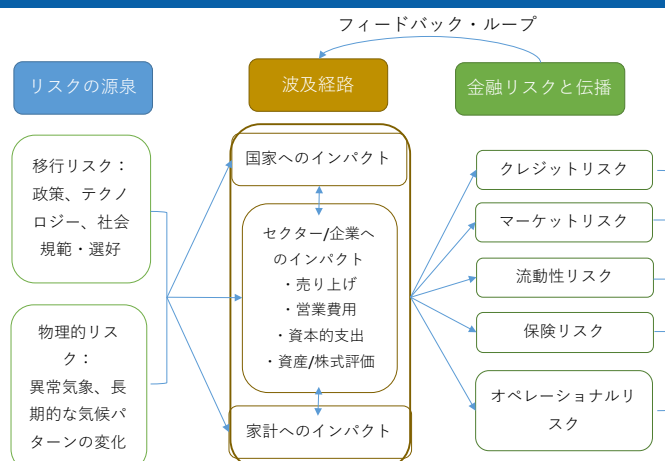 フィードバック・ループ
リスクの源泉
波及経路
金融リスクと伝播
移行リスク：
政策、テクノ
ロジー、社会
規範・選好
物理的リス
ク：
異常気象、長
期的な気候パ
ターンの変化
国家へのインパクト
セクター/企業へ
のインパクト
・売り上げ
・営業費用
・資本的支出
・資産/株式評価
家計へのインパクト
クレジットリスク
マーケットリスク
流動性リスク
保険リスク
オペレーショナルリ
スク